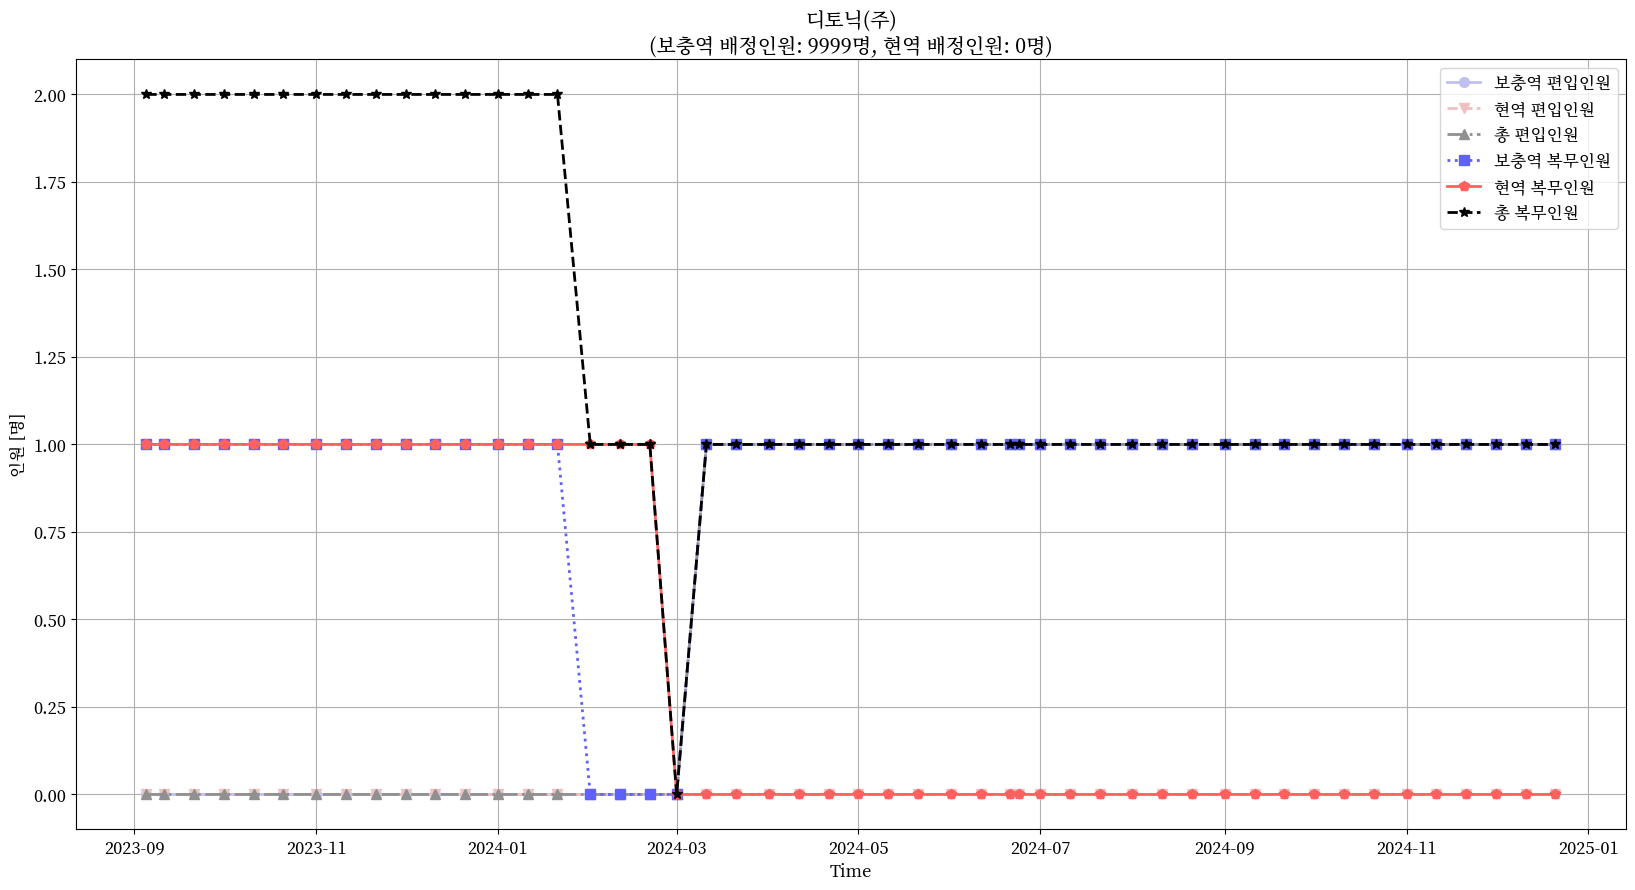 디토닉(주)
(보충역 배정인원: 9999명, 현역 배정인원: 0명)
보충역 편입인원
현역 편입인원
총 편입인원
보충역 복무인원
현역 복무인원
총 복무인원
인원 [명]
2.00
1.75
1.50
1.25
1.00
0.75
0.50
0.25
0.00
2023-09 2023-11 2024-01 2024-03 2024-05 2024-07 2024-09 2024-11 2025-01
Time